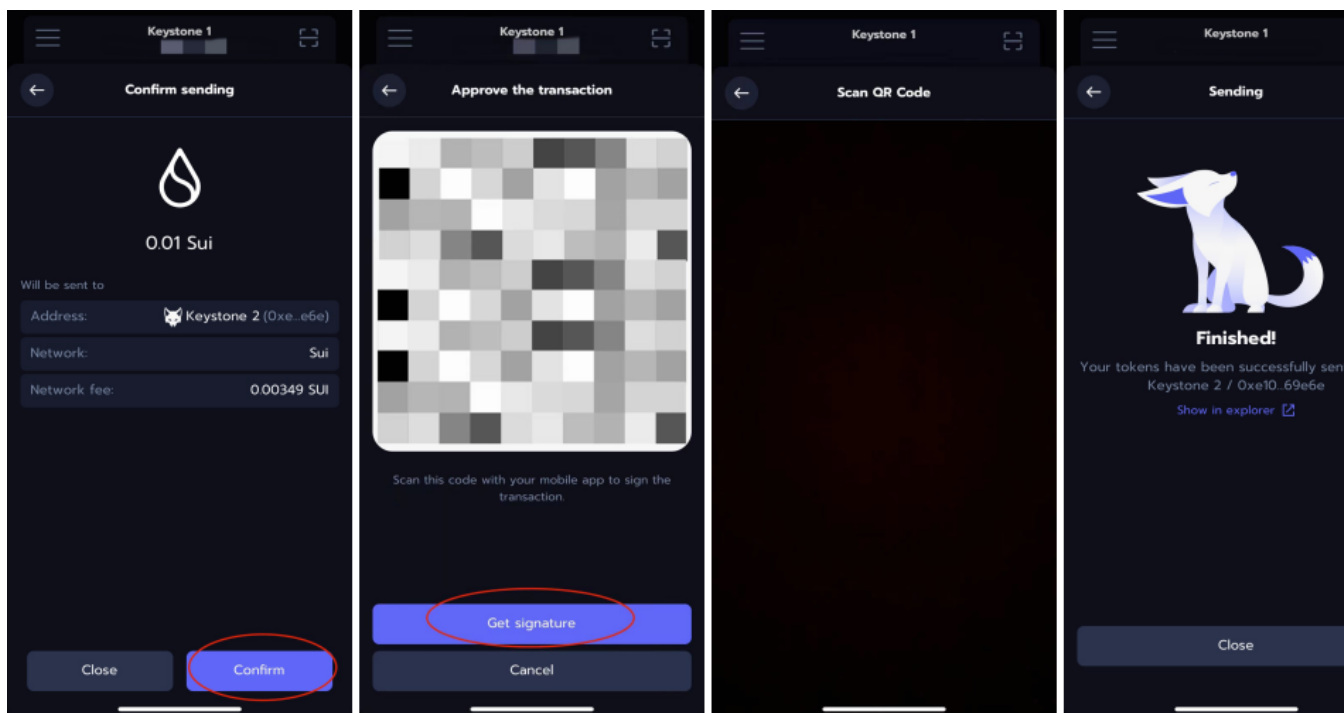 Keystone 1
Confirm sending
0.01 Sui
Will be sent to
Address: Keystone 2 (0xe...e6e)
Network: Sui
Network fee: 0.00349 SUI
Close Confirm
Keystone 1
Approve the transaction
Scan this code with your mobile app to sign the
transaction.
Get signature
Cancel
Keystone 1
Scan QR Code
Keystone 1
Sending
Finished!
Your tokens have been successfully sen
Keystone 2 / 0xe10...69e6e
Show in explorer
Close